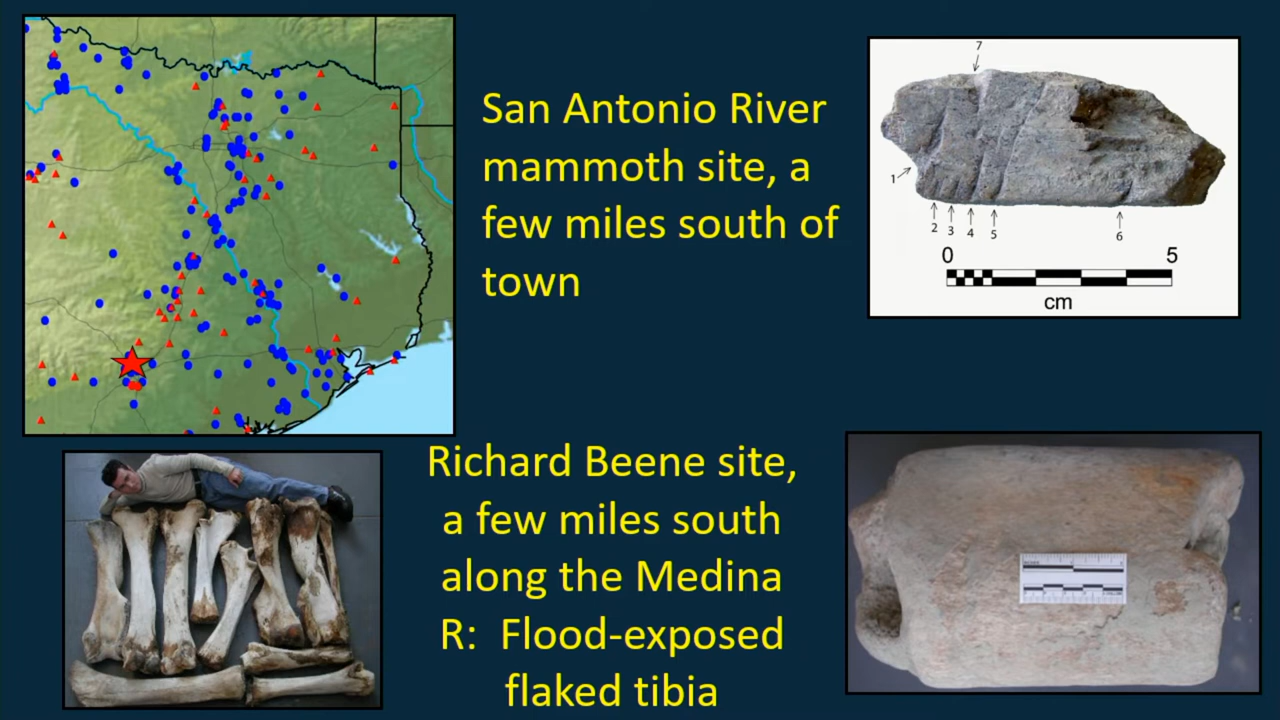 San Antonio River
mammoth site, a
few miles south of
town
7
1
2
3
4
5
6
0 5
cm
Richard Beene site,
a few miles south
along the Medina
R: Flood-exposed
flaked tibia